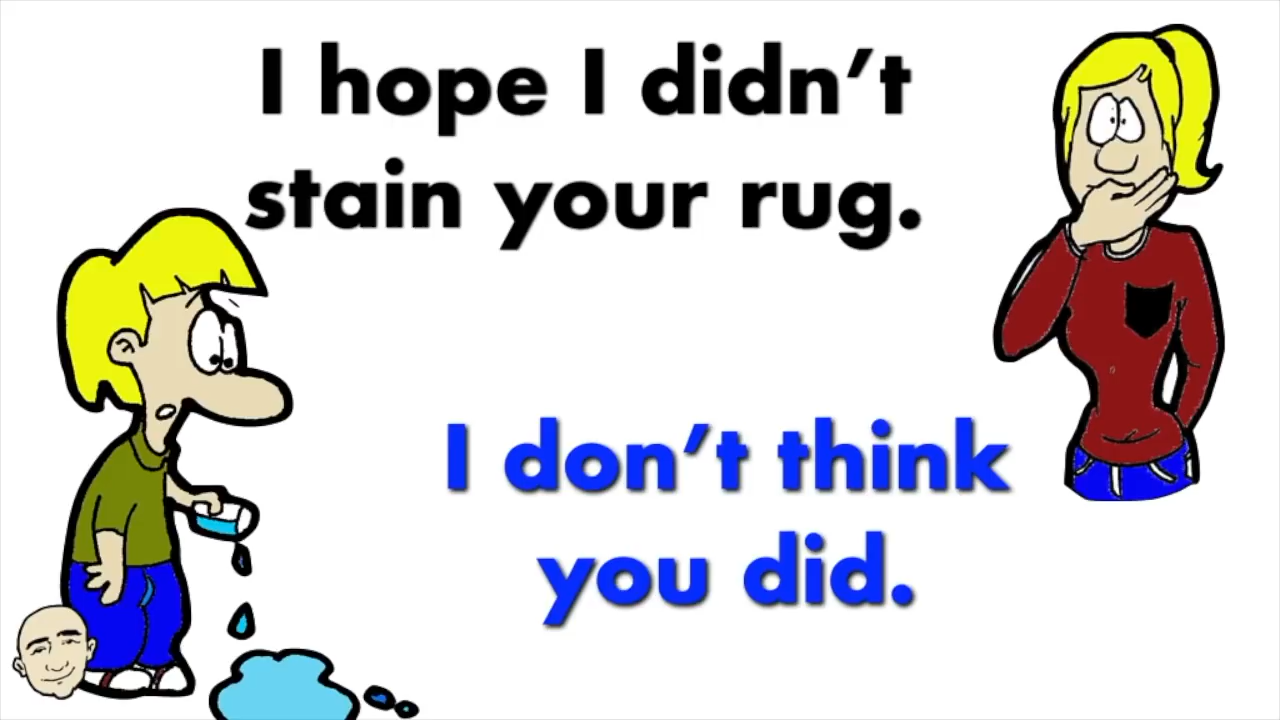 I hope I didn’t
stain your rug.
I don’t think
you did.